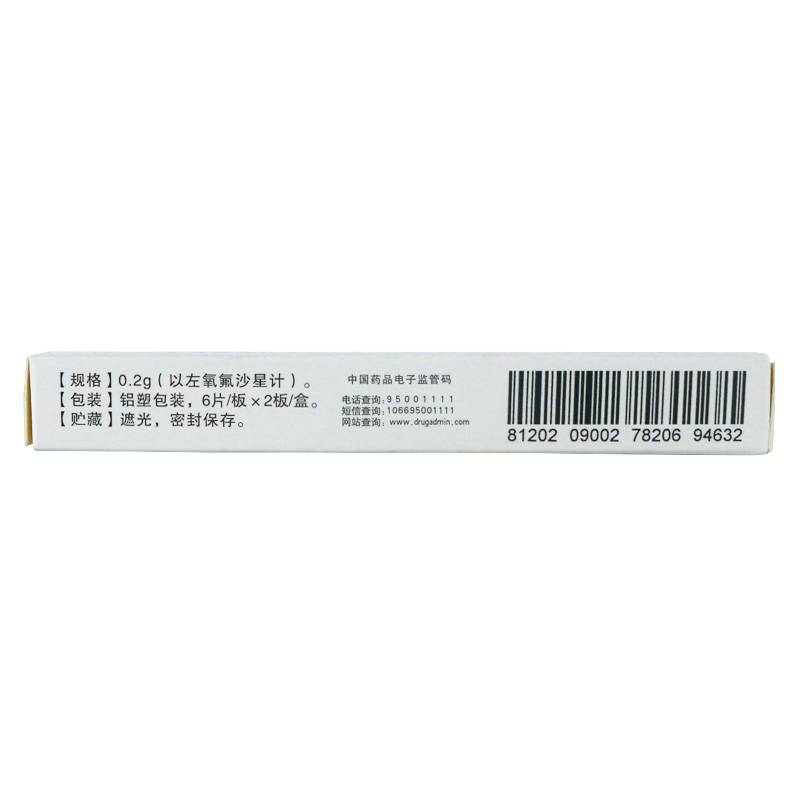 【规格】0.2g(以左氧氟沙星计)。
【包装】铝塑包装，6片/板×2板/盒。
【贮藏】遮光，密封保存。
中国药品电子监管码
电话查询:95001111
短信查询:106695001111
网站查询:www.drugadmin.com
81202 09002 78206 94632